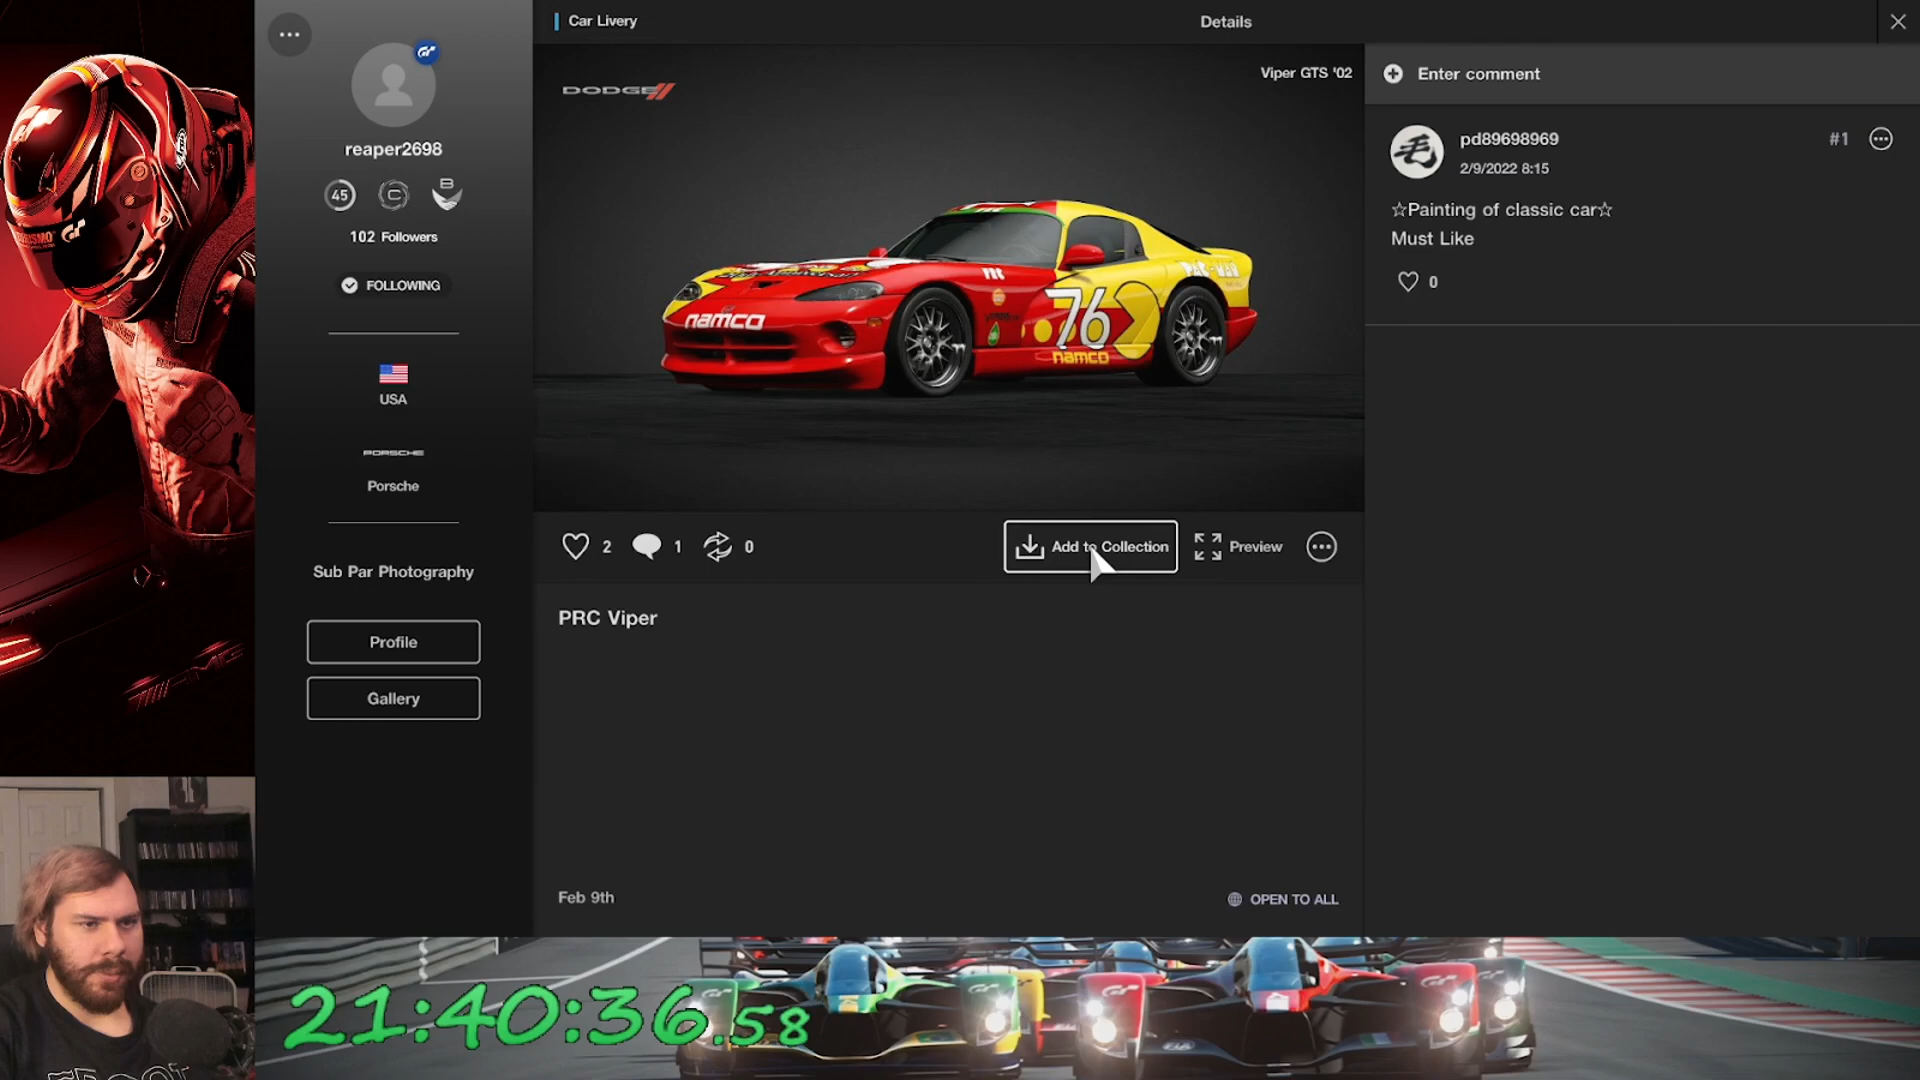 Car Livery
Details
DODGE
Viper GTS '02
reaper2698
45
C
B
102 Followers
FOLLOWING
USA
PORSCHE
Porsche
Sub Par Photography
Profile
Gallery
namco
76
namco
PAC-MAN
2
1
0
Add to Collection
Preview
PRC Viper
Feb 9th
OPEN TO ALL
Enter comment
pd89698969
#1
2/9/2022 8:15
☆Painting of classic car☆
Must Like
0
21:40:36.58